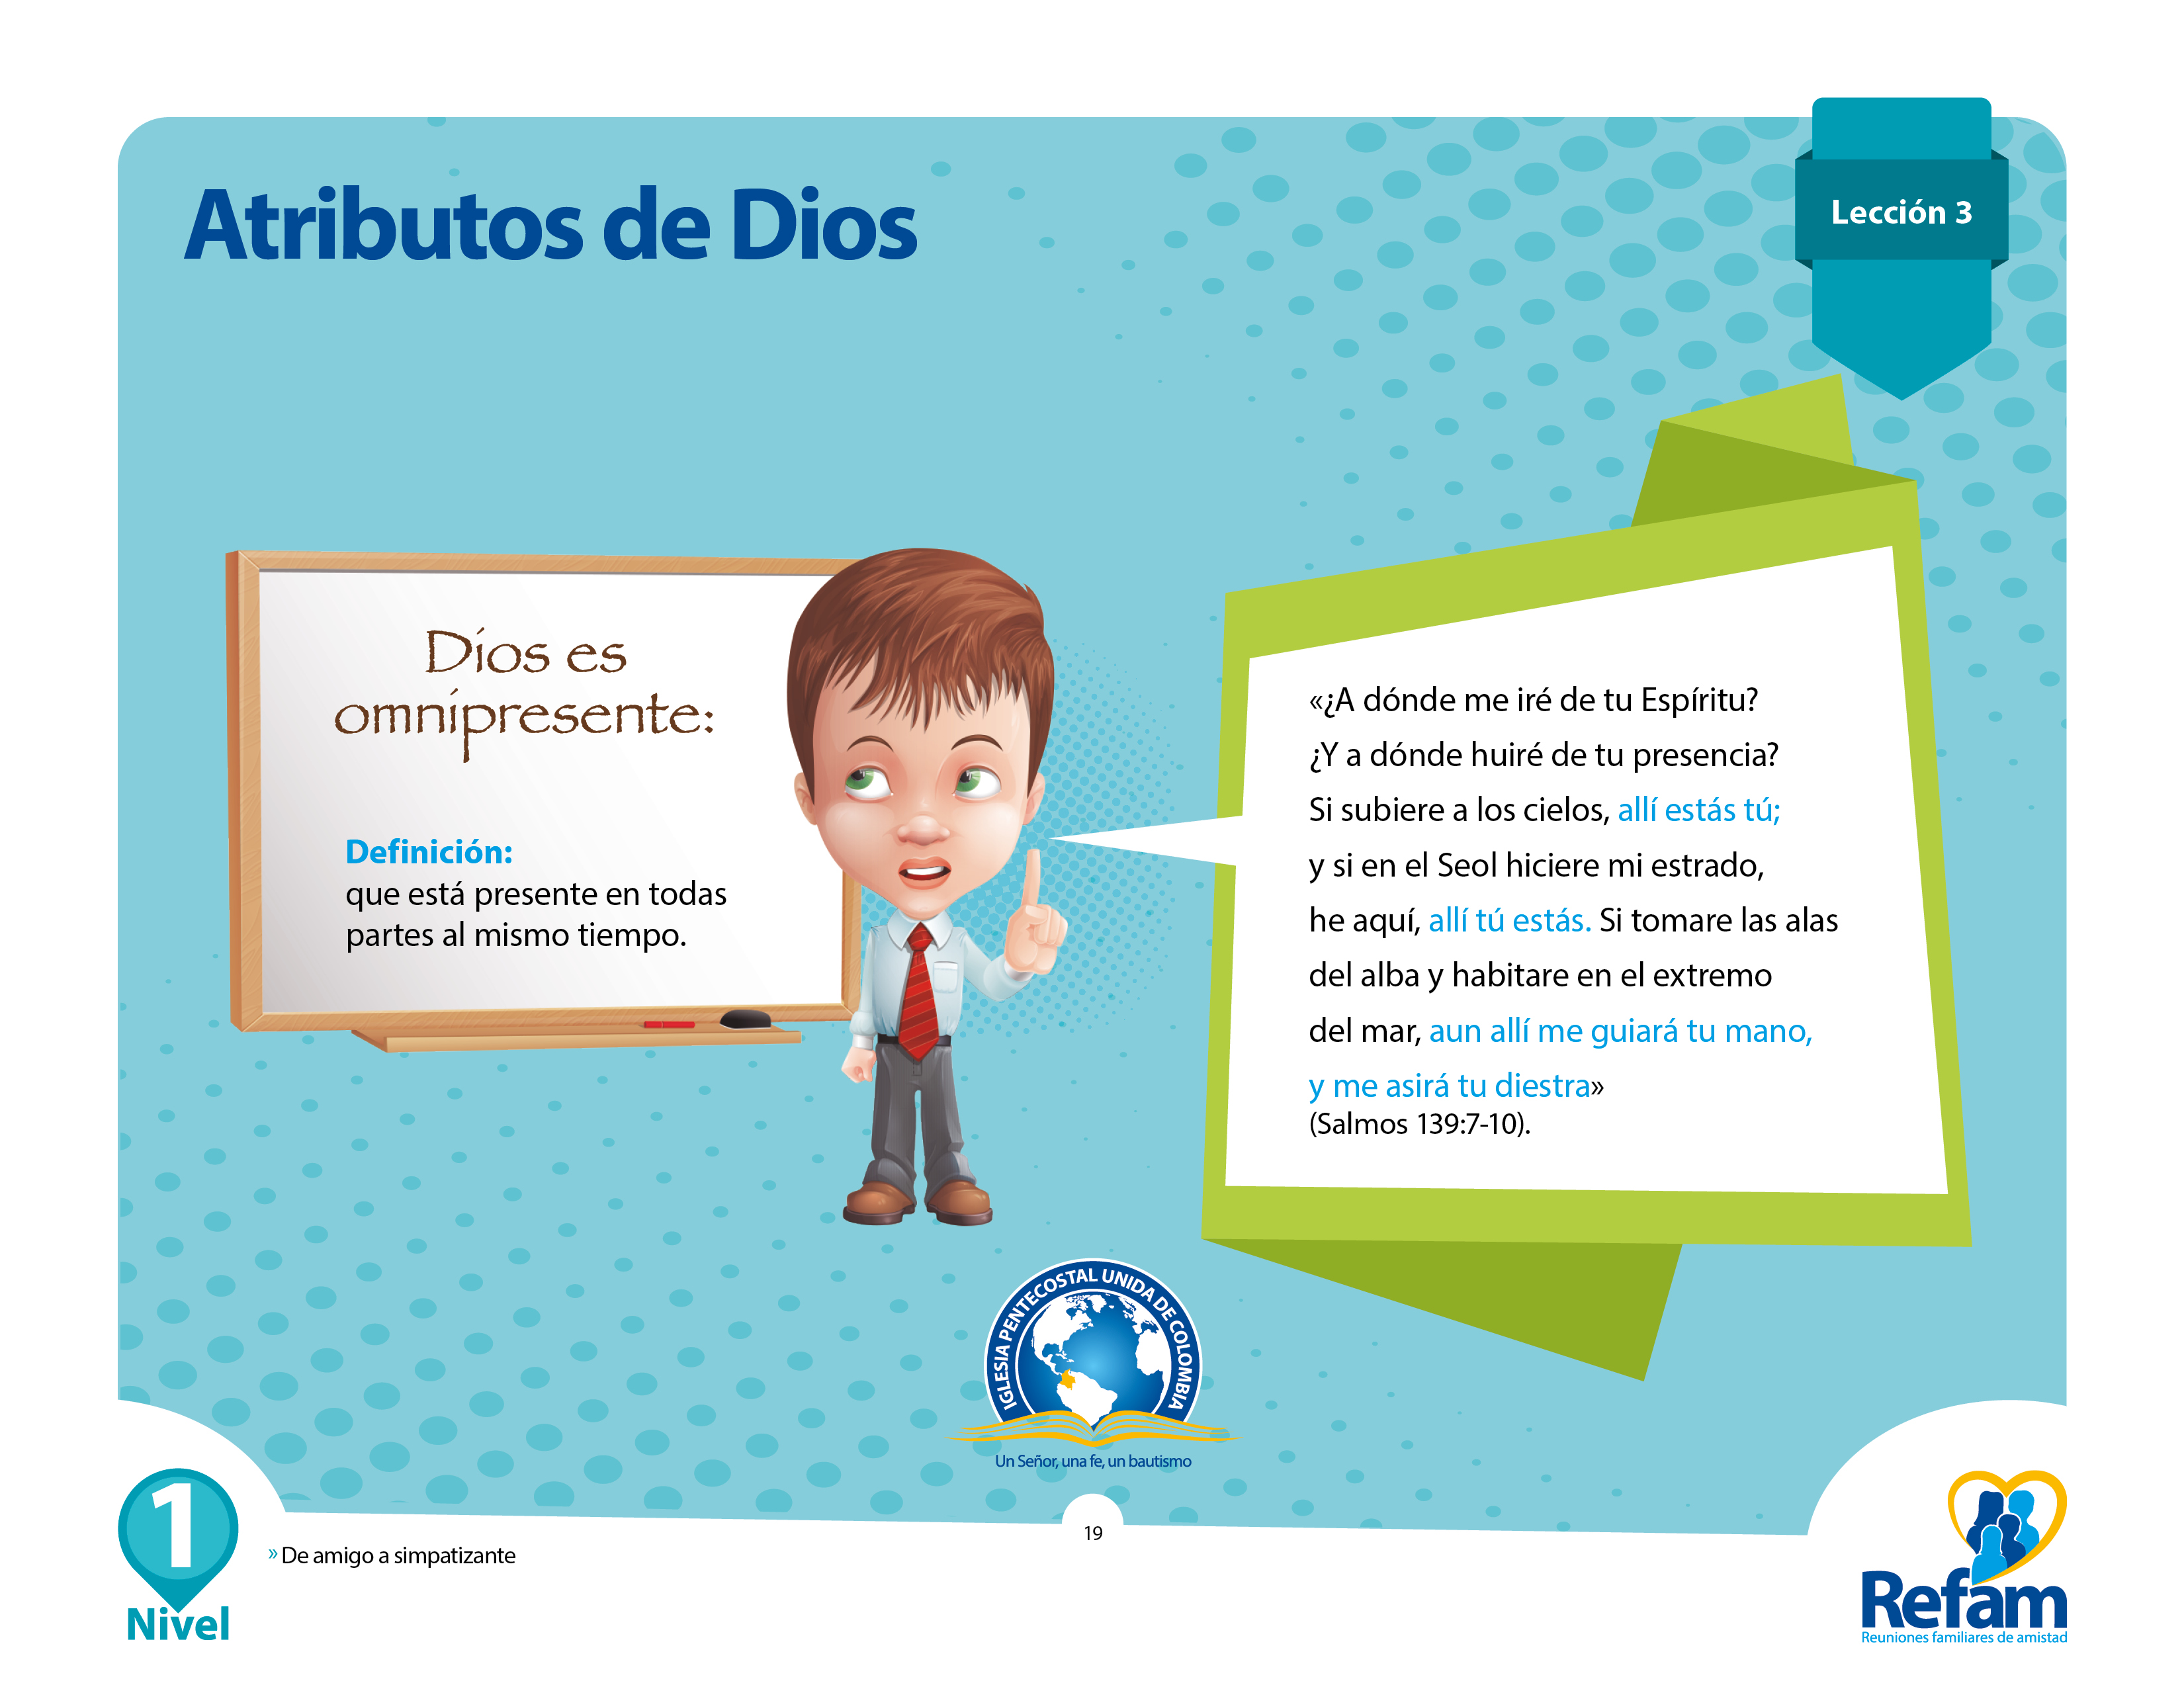 Atributos de Dios
Lección 3
Dios es
omnipresente:
Definición:
que está presente en todas
partes al mismo tiempo.
«¿A dónde me iré de tu Espíritu?
¿Y a dónde huiré de tu presencia?
Si subiere a los cielos, allí estás tú;
y si en el Seol hiciere mi estrado,
he aquí, allí tú estás. Si tomare las alas
del alba y habitare en el extremo
del mar, aun allí me guiará tu mano,
y me asirá tu diestra»
(Salmos 139:7-10).
IGLESIA PENTECOSTAL UNIDA DE COLOMBIA
Un Señor, una fe, un bautismo
19
1
Nivel
» De amigo a simpatizante
Refam
Reuniones familiares de amistad